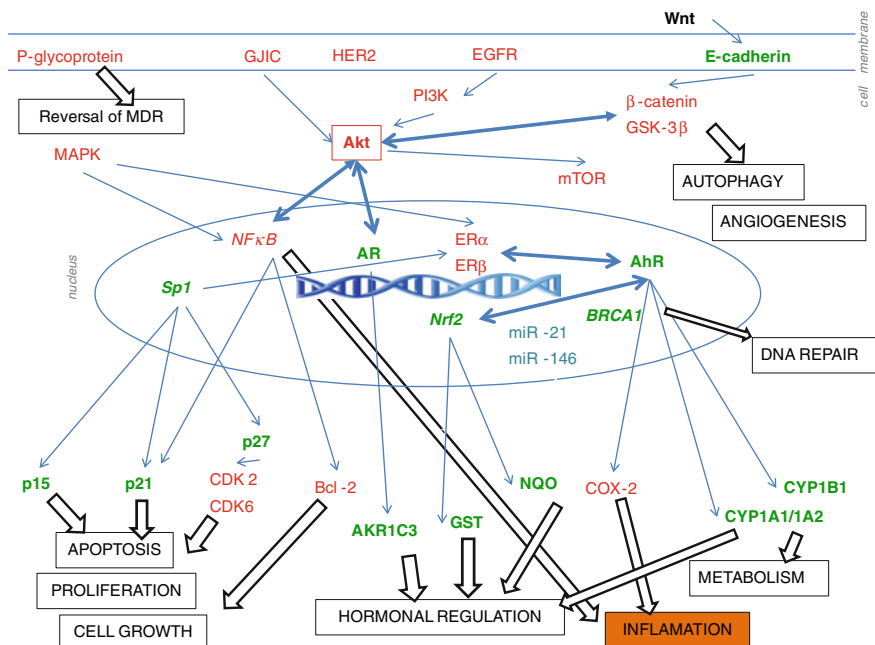 Wnt
cell membrane
P-glycoprotein
GJIC
HER2
EGFR
E-cadherin
Reversal of MDR
PI3K
β-catenin
GSK-3β
MAPK
Akt
mTOR
AUTOPHAGY
ANGIOGENESIS
nucleus
NFκB
AR
ERα
ERβ
AhR
Sp1
Nrf2
BRCA1
miR -21
miR -146
DNA REPAIR
p27
p15
p21
CDK 2
CDK6
Bcl -2
NQO
COX-2
CYP1B1
AKR1C3
GST
CYP1A1/1A2
APOPTOSIS
PROLIFERATION
CELL GROWTH
METABOLISM
HORMONAL REGULATION
INFLAMATION